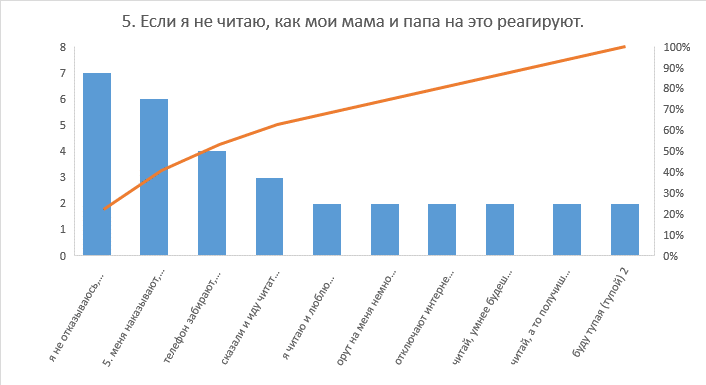 5. Если я не читаю, как мои мама и папа на это реагируют.
8
7
6
5
4
3
2
1
0
100%
90%
80%
70%
60%
50%
40%
30%
20%
10%
0%
я не отказываюсь,...
5. меня наказывают,...
телефон забирают,...
сказали и иду читат...
я читаю и люблю...
орут на меня немно...
отключают интерне...
читай, умнее будеш...
читай, а то получиш...
буду тупая (тупой) 2